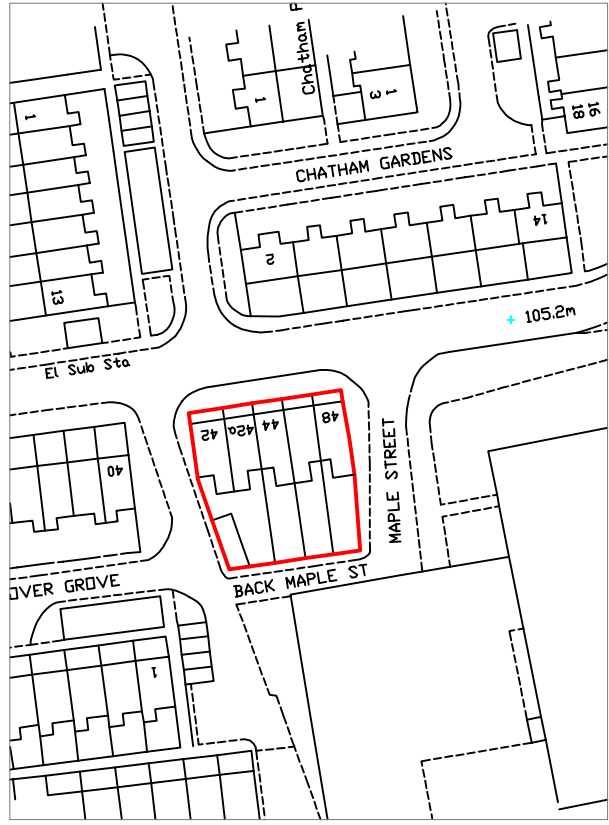 Chatham P
1
1
3
16
18
1
CHATHAM GARDENS
14
2
13
105.2m
El Sub Sta
48
44
42a
42
40
MAPLE STREET
OVER GROVE
BACK MAPLE ST
1